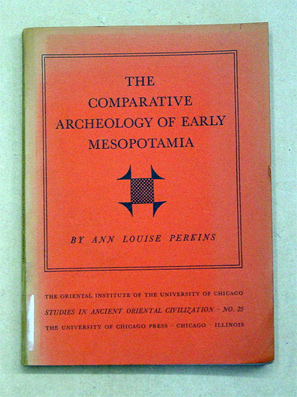 THE
COMPARATIVE
ARCHEOLOGY OF EARLY
MESOPOTAMIA
BY ANN LOUISE PERKINS
THE ORIENTAL INSTITUTE OF THE UNIVERSITY OF CHICAGO
STUDIES IN ANCIENT ORIENTAL CIVILIZATION · NO. 25
THE UNIVERSITY OF CHICAGO PRESS · CHICAGO · ILLINOIS